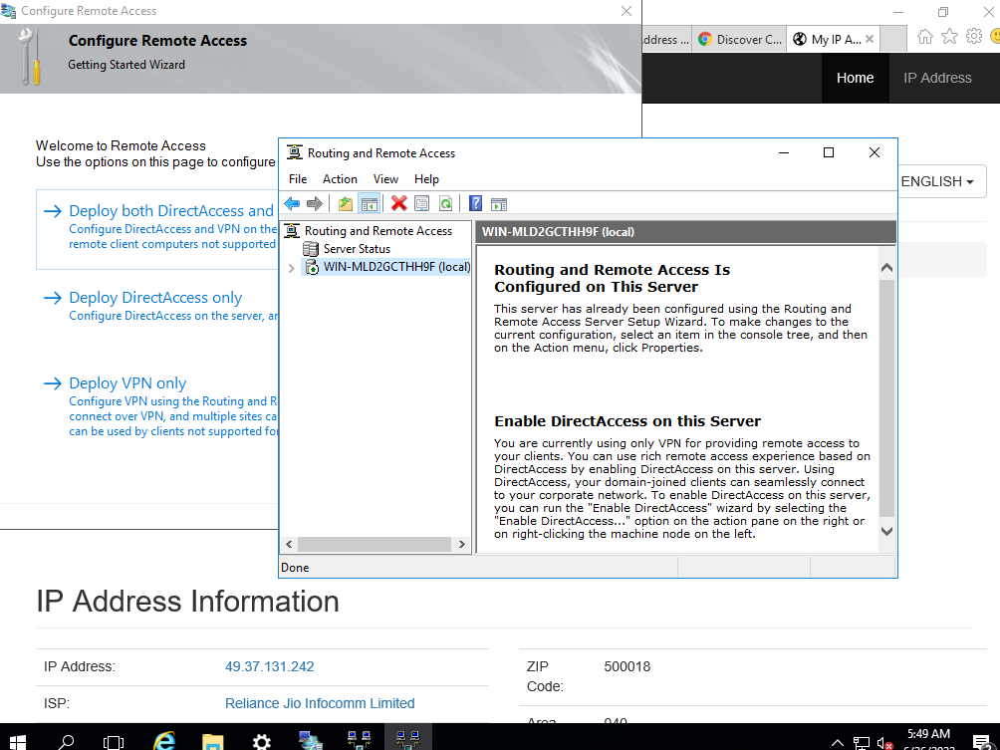 Configure Remote Access
Configure Remote Access
Getting Started Wizard
ddress ...
Discover C...
My IP A...
Home
IP Address
ENGLISH
Welcome to Remote Access
Use the options on this page to configure
Deploy both DirectAccess and
Configure DirectAccess and VPN on the
remote client computers not supported
Deploy DirectAccess only
Configure DirectAccess on the server, ar
Deploy VPN only
Configure VPN using the Routing and R
connect over VPN, and multiple sites ca
can be used by clients not supported for
Routing and Remote Access
File Action View Help
Routing and Remote Access
Server Status
WIN-MLD2GCTHH9F (local)
WIN-MLD2GCTHH9F (local)
Routing and Remote Access Is
Configured on This Server
This server has already been configured using the Routing and
Remote Access Server Setup Wizard. To make changes to the
current configuration, select an item in the console tree, and then
on the Action menu, click Properties.
Enable DirectAccess on this Server
You are currently using only VPN for providing remote access to
your clients. You can use rich remote access experience based on
DirectAccess by enabling DirectAccess on this server. Using
DirectAccess, your domain-joined clients can seamlessly connect
to your corporate network. To enable DirectAccess on this server,
you can run the "Enable DirectAccess" wizard by selecting the
"Enable DirectAccess..." option on the action pane on the right or
on right-clicking the machine node on the left.
Done
IP Address Information
IP Address: 49.37.131.242
ISP: Reliance Jio Infocomm Limited
ZIP 500018
Code:
Area 040
5:49 AM